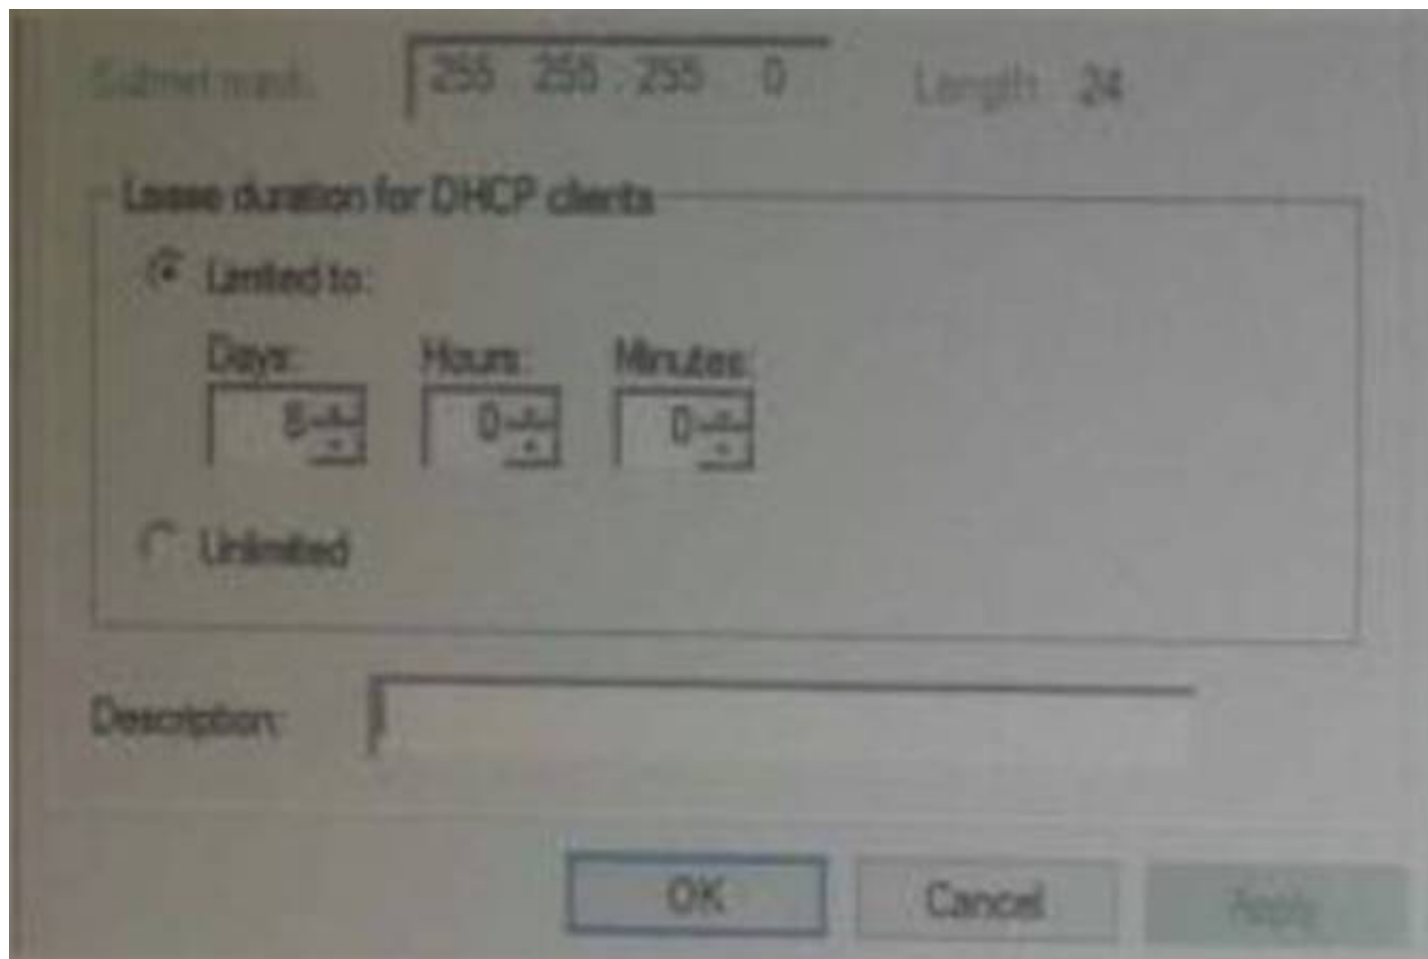 Subnet mask: 255 . 255 . 255 . 0 Length: 24
Lease duration for DHCP clients
Limited to:
Days: Hours: Minutes:
8 0 0
Unlimited
Description:
OK Cancel Apply